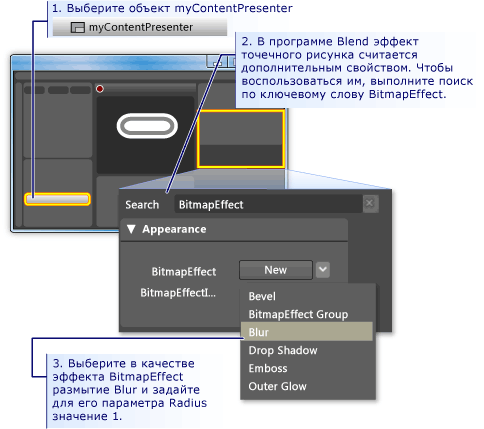 1. Выберите объект myContentPresenter
myContentPresenter
2. В программе Blend эффект
точечного рисунка считается
дополнительным свойством. Чтобы
воспользоваться им, выполните поиск
по ключевому слову BitmapEffect.
Search
BitmapEffect
Appearance
BitmapEffect
New
BitmapEffectI...
Bevel
BitmapEffect Group
Blur
Drop Shadow
Emboss
Outer Glow
3. Выберите в качестве
эффекта BitmapEffect
размытие Blur и задайте
для его параметра Radius
значение 1.